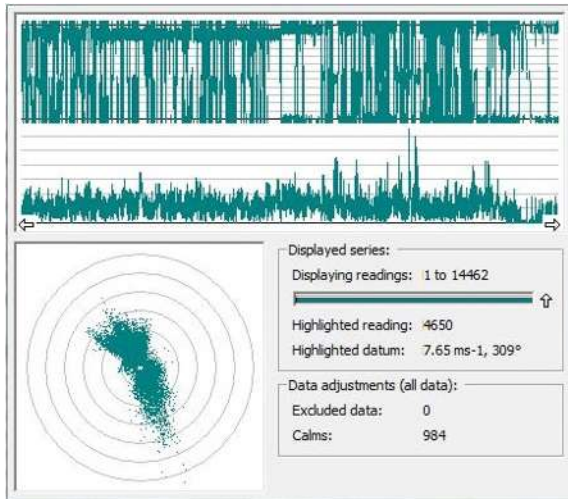 Displayed series:
Displaying readings: 1 to 14462
Highlighted reading: 4650
Highlighted datum: 7.65 ms-1, 309°
Data adjustments (all data):
Excluded data: 0
Calms: 984